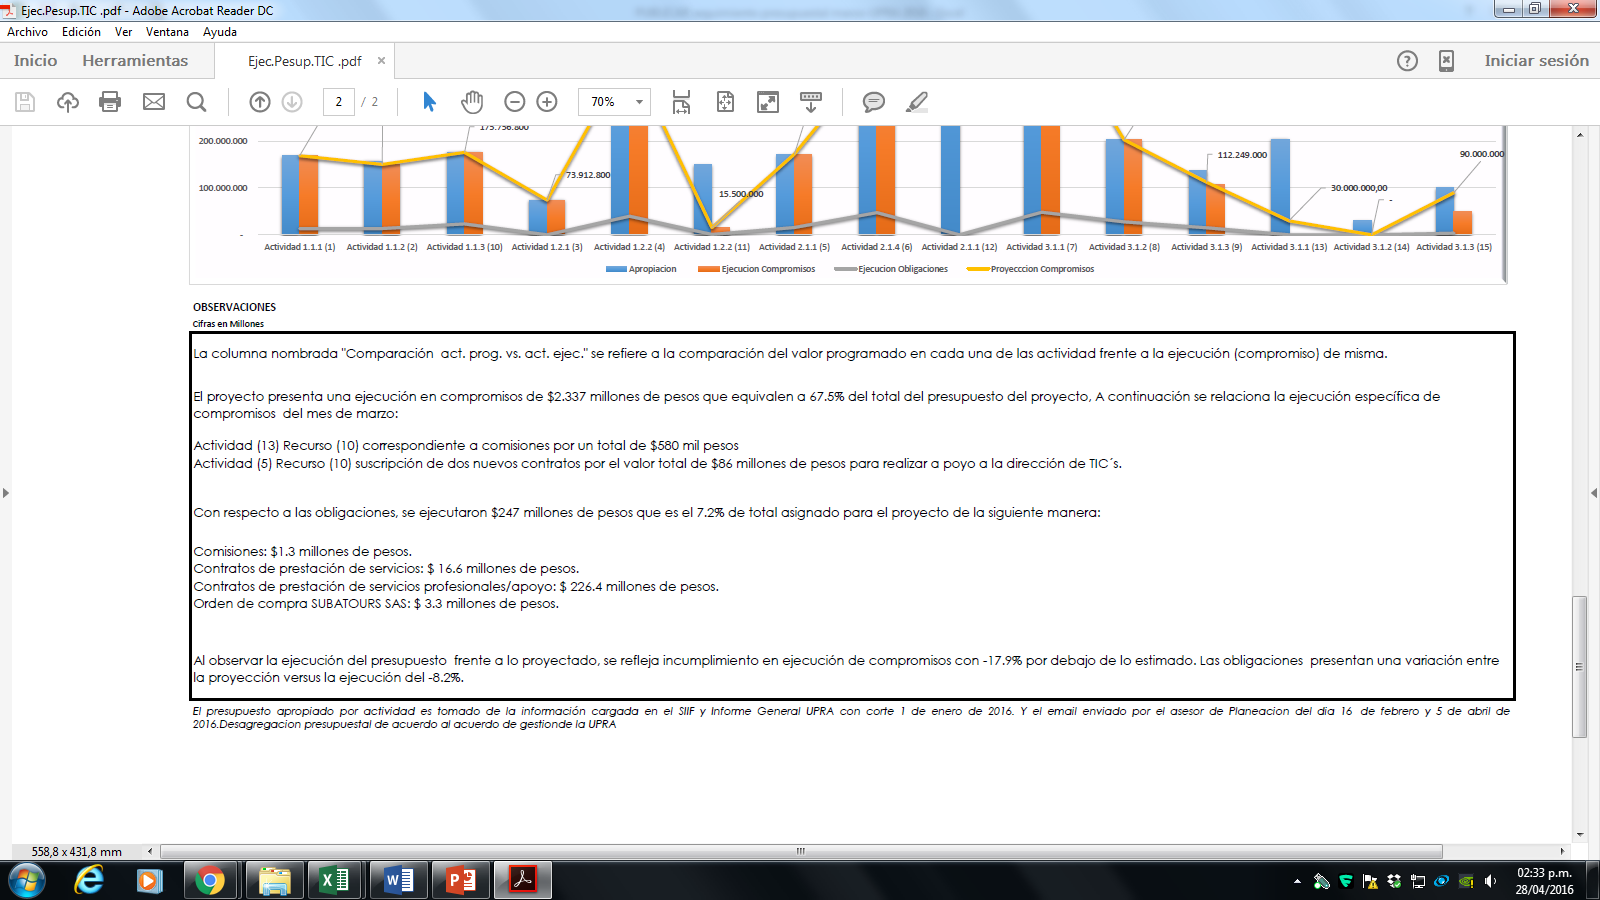 Ejec.Pesup.TIC .pdf - Adobe Acrobat Reader DC
Archivo Edición Ver Ventana Ayuda
Inicio Herramientas Ejec.Pesup.TIC .pdf × Iniciar sesión
2 / 2 70%
200.000.000
100.000.000
-
175.756.800
73.912.800
15.500.000
112.249.000
30.000.000,00
-
90.000.000
Actividad 1.1.1 (1) Actividad 1.1.2 (2) Actividad 1.1.3 (10) Actividad 1.2.1 (3) Actividad 1.2.2 (4) Actividad 1.2.2 (11) Actividad 2.1.1 (5) Actividad 2.1.4 (6) Actividad 2.1.1 (12) Actividad 3.1.1 (7) Actividad 3.1.2 (8) Actividad 3.1.3 (9) Actividad 3.1.1 (13) Actividad 3.1.2 (14) Actividad 3.1.3 (15)
Apropiacion Ejecucion Compromisos Ejecucion Obligaciones Proyecccion Compromisos
OBSERVACIONES
Cifras en Millones
La columna nombrada "Comparación act. prog. vs. act. ejec." se refiere a la comparación del valor programado en cada una de las actividad frente a la ejecución (compromiso) de misma.
El proyecto presenta una ejecución en compromisos de $2.337 millones de pesos que equivalen a 67.5% del total del presupuesto del proyecto, A continuación se relaciona la ejecución específica de
compromisos del mes de marzo:
Actividad (13) Recurso (10) correspondiente a comisiones por un total de $580 mil pesos
Actividad (5) Recurso (10) suscripción de dos nuevos contratos por el valor total de $86 millones de pesos para realizar a poyo a la dirección de TIC´s.
Con respecto a las obligaciones, se ejecutaron $247 millones de pesos que es el 7.2% de total asignado para el proyecto de la siguiente manera:
Comisiones: $1.3 millones de pesos.
Contratos de prestación de servicios: $ 16.6 millones de pesos.
Contratos de prestación de servicios profesionales/apoyo: $ 226.4 millones de pesos.
Orden de compra SUBATOURS SAS: $ 3.3 millones de pesos.
Al observar la ejecución del presupuesto frente a lo proyectado, se refleja incumplimiento en ejecución de compromisos con -17.9% por debajo de lo estimado. Las obligaciones presentan una variación entre
la proyección versus la ejecución del -8.2%.
El presupuesto apropiado por actividad es tomado de la información cargada en el SIIF y Informe General UPRA con corte 1 de enero de 2016. Y el email enviado por el asesor de Planeacion del dia 16 de febrero y 5 de abril de
2016.Desagregacion presupuestal de acuerdo al acuerdo de gestionde la UPRA
558,8 x 431,8 mm
02:33 p.m.
28/04/2016